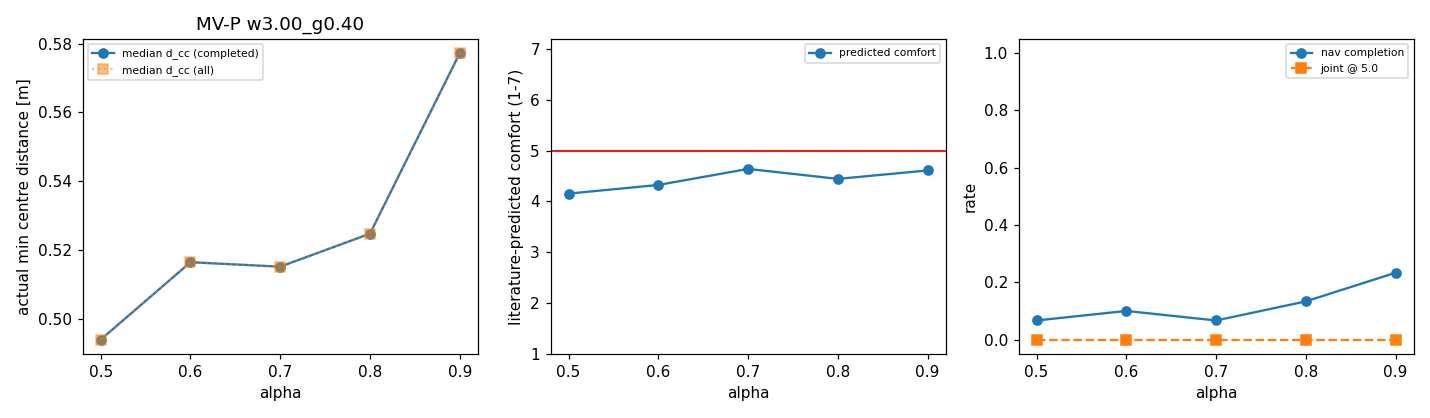 MV-P w3.00_g0.40
actual min centre distance [m]
0.58
0.56
0.54
0.52
0.50
median d_cc (completed)
median d_cc (all)
0.5 0.6 0.7 0.8 0.9
alpha
literature-predicted comfort (1-7)
7
6
5
4
3
2
1
predicted comfort
0.5 0.6 0.7 0.8 0.9
alpha
rate
1.0
0.8
0.6
0.4
0.2
0.0
nav completion
joint @ 5.0
0.5 0.6 0.7 0.8 0.9
alpha